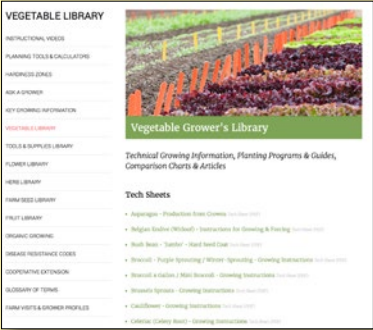 VEGETABLE LIBRARY
INSTRUCTIONAL VIDEOS
PLANNING TOOLS & CALCULATORS
HARDINESS ZONES
ASK A GROWER
KEY GROWING INFORMATION
VEGETABLE LIBRARY
TOOLS & SUPPLIES LIBRARY
FLOWER LIBRARY
HERB LIBRARY
FARM SEED LIBRARY
FRUIT LIBRARY
ORGANIC GROWING
DISEASE RESISTANCE CODES
COOPERATIVE EXTENSION
GLOSSARY OF TERMS
FARM VISITS & GROWER PROFILES
Vegetable Grower's Library
Technical Growing Information, Planting Programs & Guides,
Comparison Charts & Articles
Tech Sheets
Asparagus - Production from Crowns
Belgian Endive (Witloof) - Instructions for Growing & Forcing
Bush Bean - 'Jumbo' - Hard Seed Coat
Broccoli - Purple Sprouting / Winter-Sprouting - Growing Instructions
Broccoli x Gailon / Mini Broccoli - Growing Instructions
Brussels Sprouts - Growing Instructions
Cauliflower - Growing Instructions
Celeriac (Celery Root) - Growing Instructions